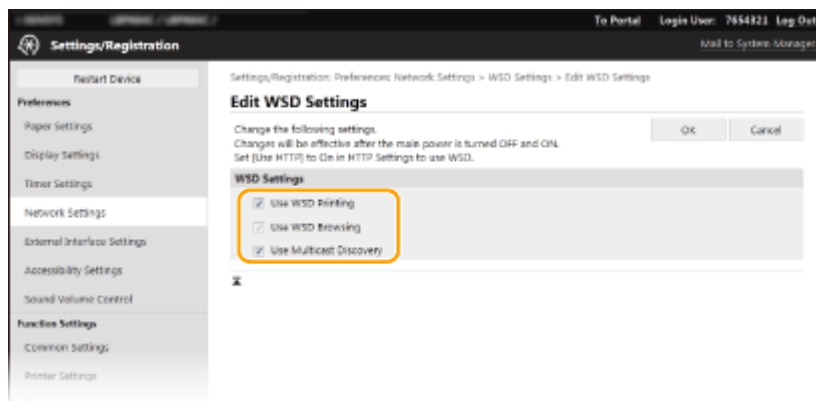 To Portal Login User: 7654321 Log Out
Settings/Registration
Mail to System Manager
Restart Device
Preferences
Paper Settings
Display Settings
Timer Settings
Network Settings
External Interface Settings
Accessibility Settings
Sound Volume Control
Function Settings
Common Settings
Printer Settings
Settings/Registration: Preferences: Network Settings > WSD Settings > Edit WSD Settings
Edit WSD Settings
Change the following settings.
Changes will be effective after the main power is turned OFF and ON.
Set [Use HTTP] to On in HTTP Settings to use WSD.
OK Cancel
WSD Settings
Use WSD Printing
Use WSD Browsing
Use Multicast Discovery